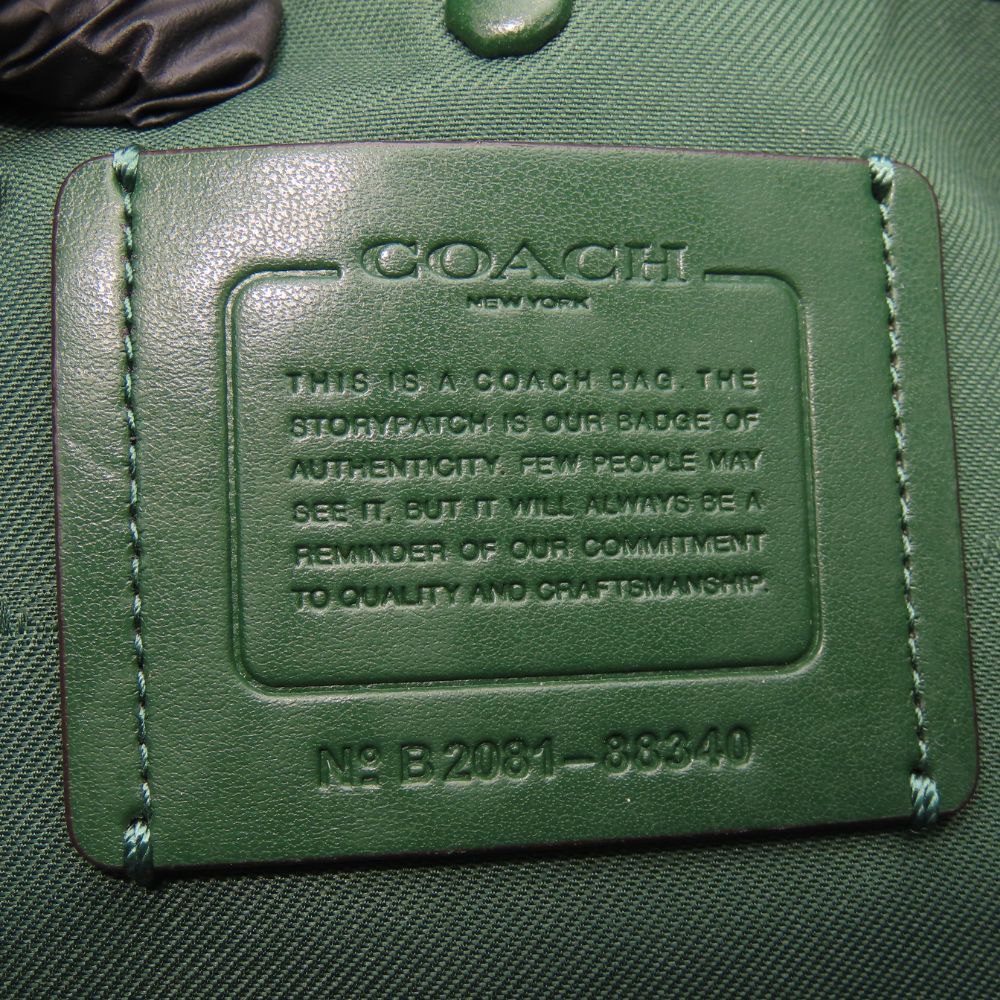 COACH
NEW YORK
THIS IS A COACH BAG. THE
STORYPATCH IS OUR BADGE OF
AUTHENTICITY. FEW PEOPLE MAY
SEE IT, BUT IT WILL ALWAYS BE A
REMINDER OF OUR COMMITMENT
TO QUALITY AND CRAFTSMANSHIP.
Nº B2081-88340